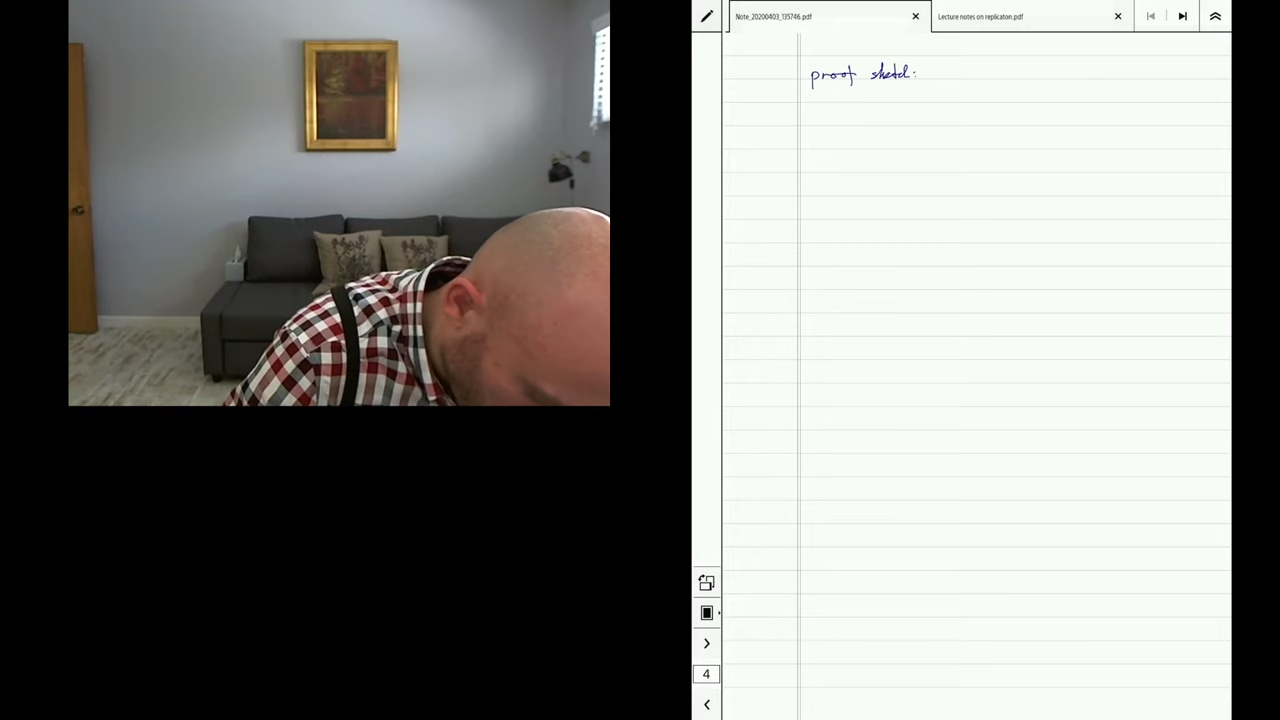 Note_20200403_135746.pdf
Lecture notes on replicaton.pdf
proof sketch:
4